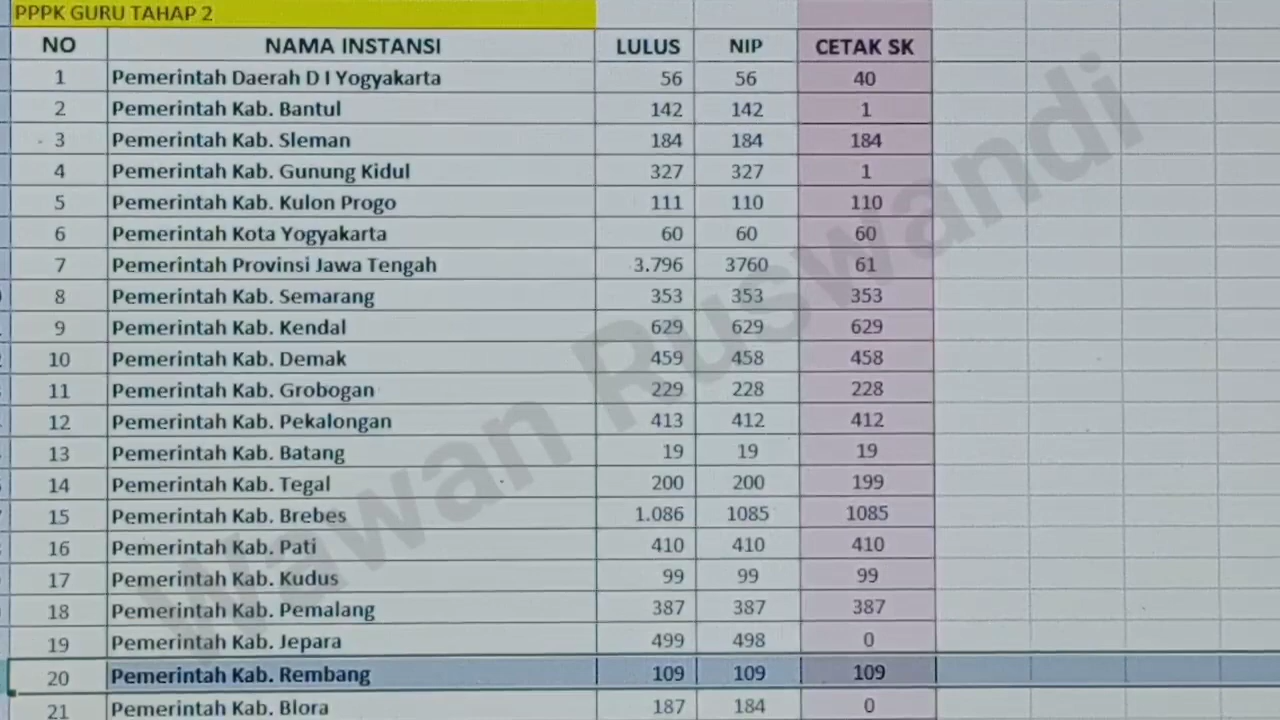 PPPK GURU TAHAP 2
NO NAMA INSTANSI LULUS NIP CETAK SK
1 Pemerintah Daerah D I Yogyakarta 56 56 40
2 Pemerintah Kab. Bantul 142 142 1
3 Pemerintah Kab. Sleman 184 184 184
4 Pemerintah Kab. Gunung Kidul 327 327 1
5 Pemerintah Kab. Kulon Progo 111 110 110
6 Pemerintah Kota Yogyakarta 60 60 60
7 Pemerintah Provinsi Jawa Tengah 3.796 3760 61
8 Pemerintah Kab. Semarang 353 353 353
9 Pemerintah Kab. Kendal 629 629 629
10 Pemerintah Kab. Demak 459 458 458
11 Pemerintah Kab. Grobogan 229 228 228
12 Pemerintah Kab. Pekalongan 413 412 412
13 Pemerintah Kab. Batang 19 19 19
14 Pemerintah Kab. Tegal 200 200 199
15 Pemerintah Kab. Brebes 1.086 1085 1085
16 Pemerintah Kab. Pati 410 410 410
17 Pemerintah Kab. Kudus 99 99 99
18 Pemerintah Kab. Pemalang 387 387 387
19 Pemerintah Kab. Jepara 499 498 0
20 Pemerintah Kab. Rembang 109 109 109
21 Pemerintah Kab. Blora 187 184 0
Wawan Ruswandi